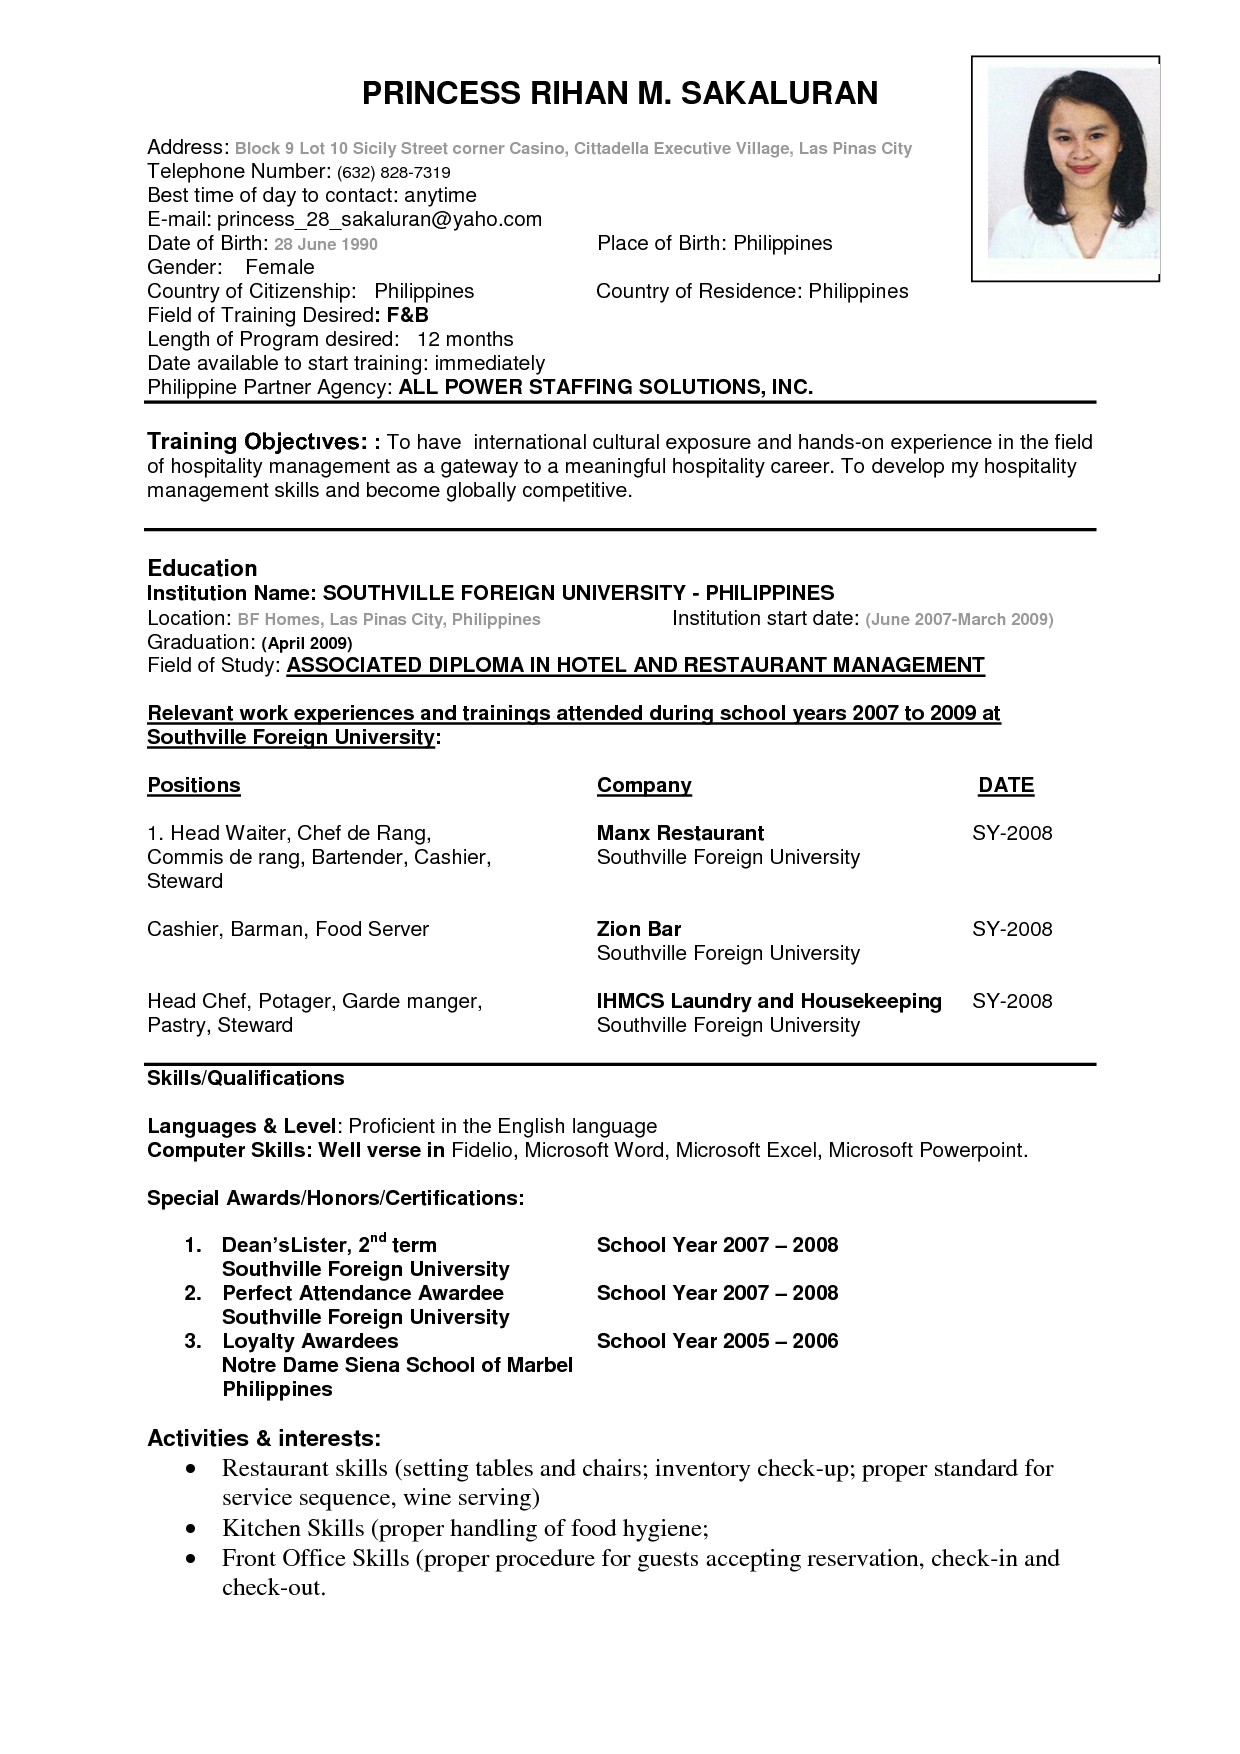 PRINCESS RIHAN M. SAKALURAN
Address: Block 9 Lot 10 Sicily Street corner Casino, Cittadella Executive Village, Las Pinas City
Telephone Number: (632) 828-7319
Best time of day to contact: anytime
E-mail: princess_28_sakaluran@yaho.com
Date of Birth: 28 June 1990 Place of Birth: Philippines
Gender: Female
Country of Citizenship: Philippines Country of Residence: Philippines
Field of Training Desired: F&B
Length of Program desired: 12 months
Date available to start training: immediately
Philippine Partner Agency: ALL POWER STAFFING SOLUTIONS, INC.
Training Objectives: : To have international cultural exposure and hands-on experience in the field
of hospitality management as a gateway to a meaningful hospitality career. To develop my hospitality
management skills and become globally competitive.
Education
Institution Name: SOUTHVILLE FOREIGN UNIVERSITY - PHILIPPINES
Location: BF Homes, Las Pinas City, Philippines Institution start date: (June 2007-March 2009)
Graduation: (April 2009)
Field of Study: ASSOCIATED DIPLOMA IN HOTEL AND RESTAURANT MANAGEMENT
Relevant work experiences and trainings attended during school years 2007 to 2009 at
Southville Foreign University:
Positions Company DATE
1. Head Waiter, Chef de Rang, Manx Restaurant SY-2008
Commis de rang, Bartender, Cashier, Southville Foreign University
Steward
Cashier, Barman, Food Server Zion Bar SY-2008
Southville Foreign University
Head Chef, Potager, Garde manger, IHMCS Laundry and Housekeeping SY-2008
Pastry, Steward Southville Foreign University
Skills/Qualifications
Languages & Level: Proficient in the English language
Computer Skills: Well verse in Fidelio, Microsoft Word, Microsoft Excel, Microsoft Powerpoint.
Special Awards/Honors/Certifications:
1. Dean'sLister, 2nd term School Year 2007 – 2008
Southville Foreign University
2. Perfect Attendance Awardee School Year 2007 – 2008
Southville Foreign University
3. Loyalty Awardees School Year 2005 – 2006
Notre Dame Siena School of Marbel
Philippines
Activities & interests:
• Restaurant skills (setting tables and chairs; inventory check-up; proper standard for
service sequence, wine serving)
• Kitchen Skills (proper handling of food hygiene;
• Front Office Skills (proper procedure for guests accepting reservation, check-in and
check-out.